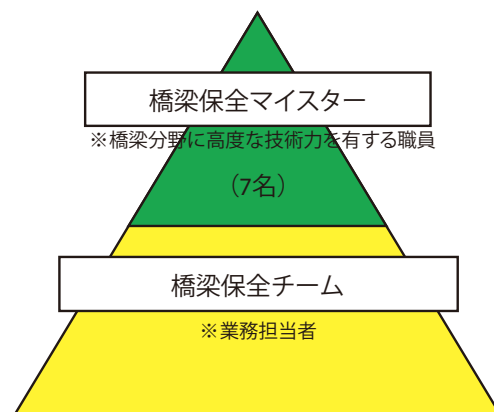 橋梁保全マイスター
※橋梁分野に高度な技術力を有する職員
（7名）
橋梁保全チーム
※業務担当者